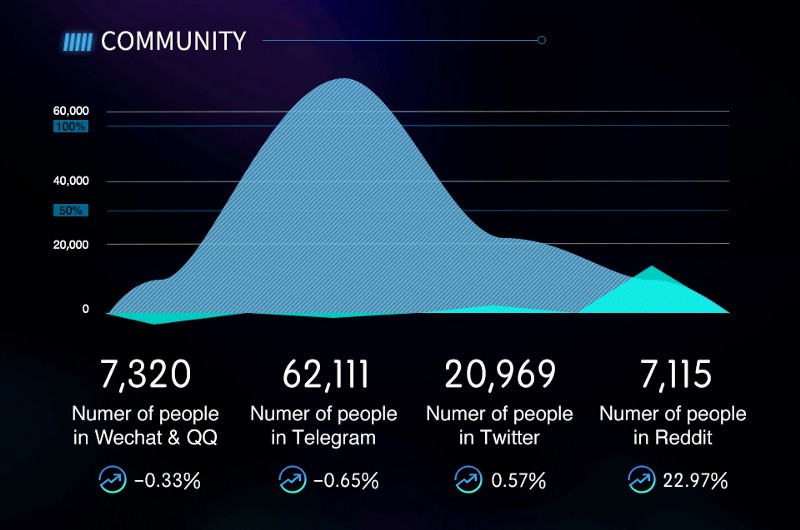 COMMUNITY
60,000
100%
40,000
50%
20,000
0
7,320
Numer of people
in Wechat & QQ
-0.33%
62,111
Numer of people
in Telegram
-0.65%
20,969
Numer of people
in Twitter
0.57%
7,115
Numer of people
in Reddit
22.97%